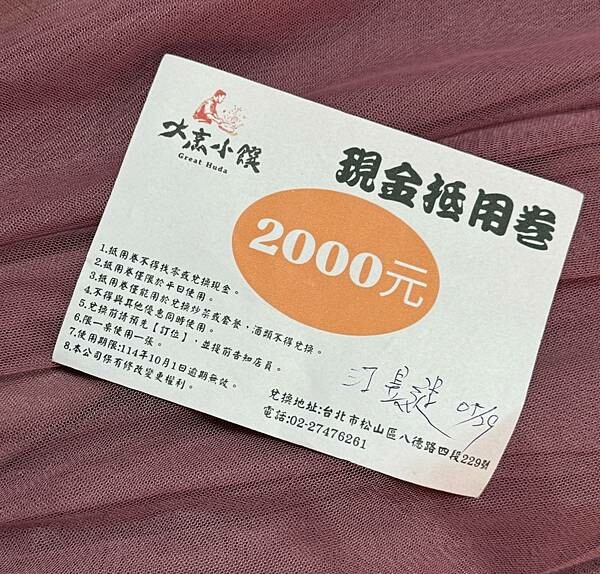 大烹小饌
Great Huda
現金抵用卷
2000元
1.抵用卷不得找零或兌換現金。
2.抵用卷僅限於平日使用。
3.抵用卷僅能用於兌換炒菜或套餐，酒類不得兌換。
4.不得與其他優惠同時使用。
5.兌換前請預先【訂位】，並提前告知店員。
6.限一桌使用一張。
7.使用期限:114年10月1日逾期無效。
8.本公司保有修改變更權利。
05/29
兌換地址:台北市松山區八德路四段229號
電話:02-27476261